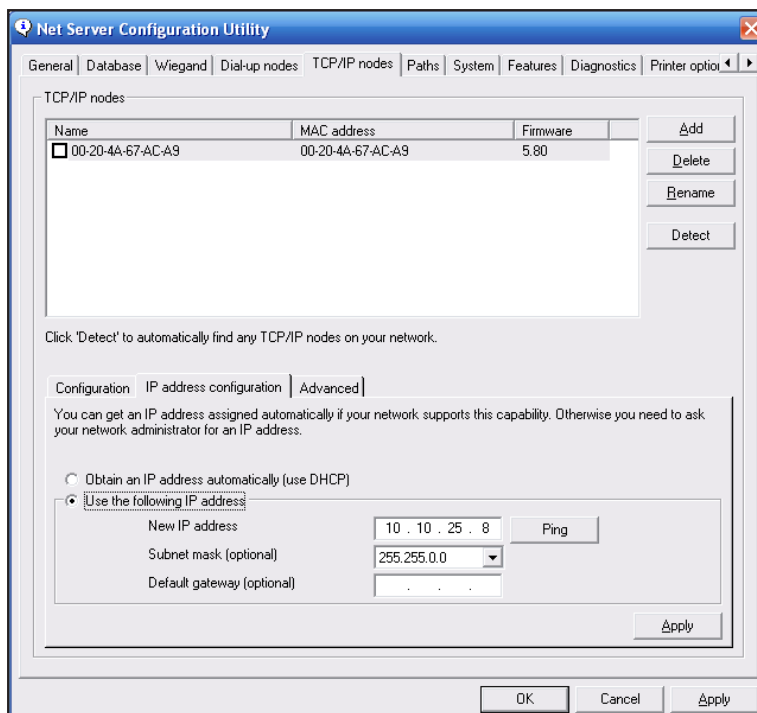 Net Server Configuration Utility
General Database Wiegand Dial-up nodes TCP/IP nodes Paths System Features Diagnostics Printer
TCP/IP nodes
Name MAC address Firmware
00-20-4A-67-AC-A9 00-20-4A-67-AC-A9 5.80
Add
Delete
Rename
Detect
Click 'Detect' to automatically find any TCP/IP nodes on your network.
Configuration IP address configuration Advanced
You can get an IP address assigned automatically if your network supports this capability. Otherwise you need to ask
your network administrator for an IP address.
Obtain an IP address automatically (use DHCP)
Use the following IP address
New IP address 10 . 10 . 25 . 8 Ping
Subnet mask (optional) 255.255.0.0
Default gateway (optional) . . .
Apply
OK Cancel Apply